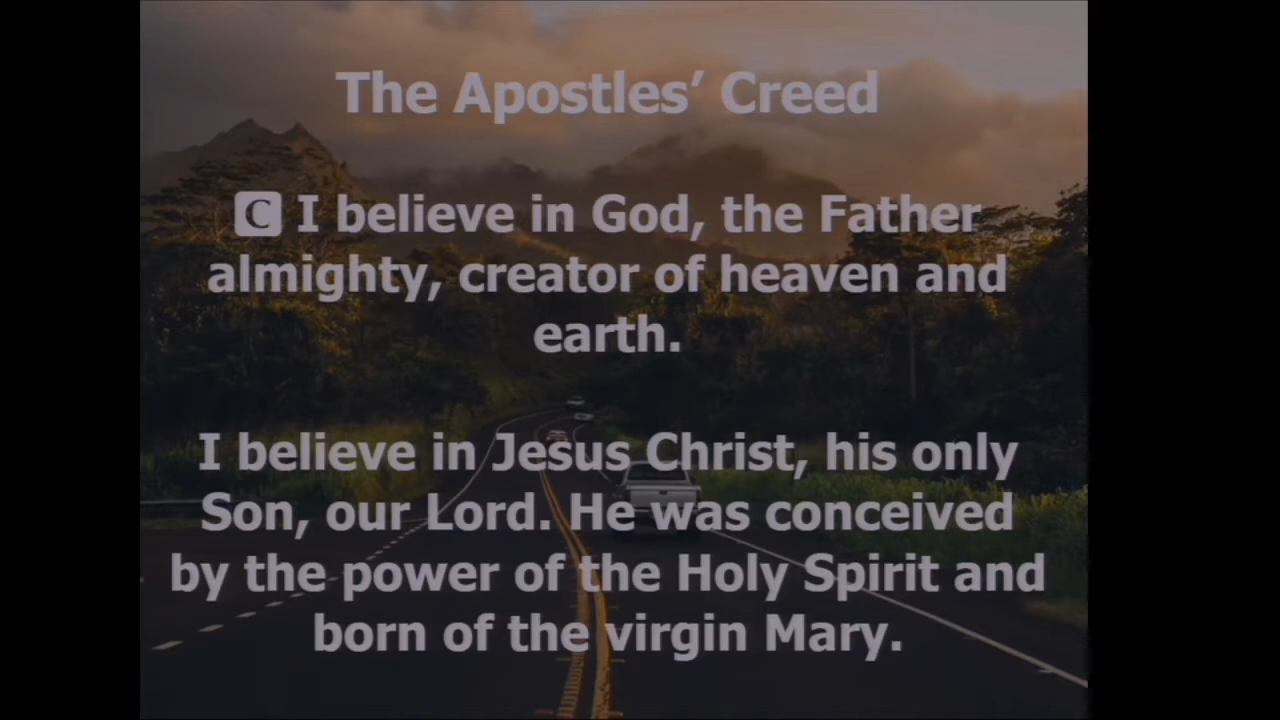 The Apostles’ Creed
C I believe in God, the Father
almighty, creator of heaven and
earth.
I believe in Jesus Christ, his only
Son, our Lord. He was conceived
by the power of the Holy Spirit and
born of the virgin Mary.